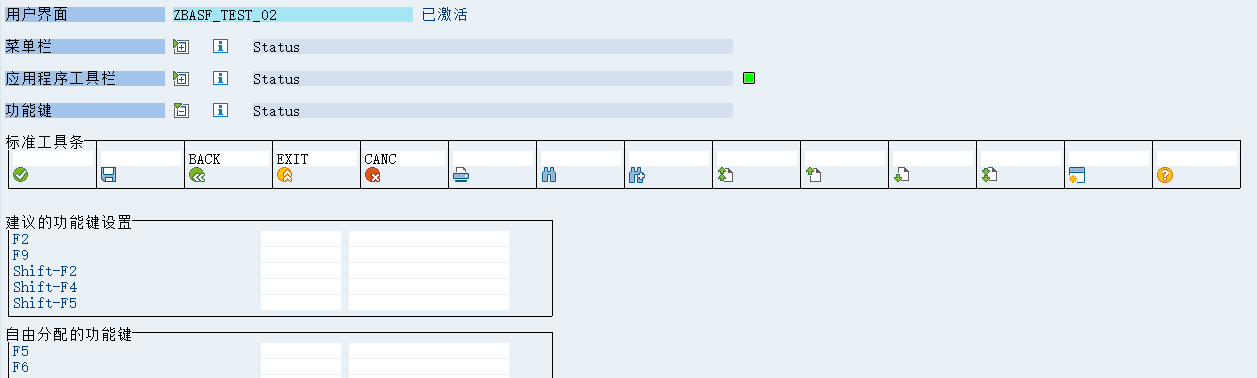 用户界面 ZBASF_TEST_02 已激活
菜单栏 Status
应用程序工具栏 Status
功能键 Status
标准工具条
BACK EXIT CANC
建议的功能键设置
F2
F9
Shift-F2
Shift-F4
Shift-F5
自由分配的功能键
F5
F6